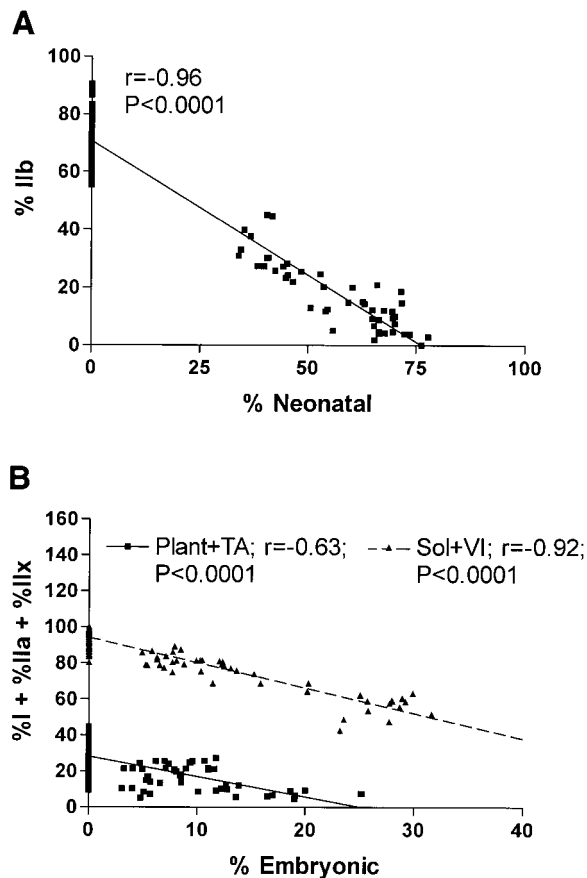 A
100
80
60
40
20
0
% IIb
r=-0.96
P<0.0001
0 25 50 75 100
% Neonatal
B
160
140
120
100
80
60
40
20
0
%I + %IIa + %IIx
Plant+TA; r=-0.63; P<0.0001
Sol+VI; r=-0.92; P<0.0001
0 10 20 30 40
% Embryonic